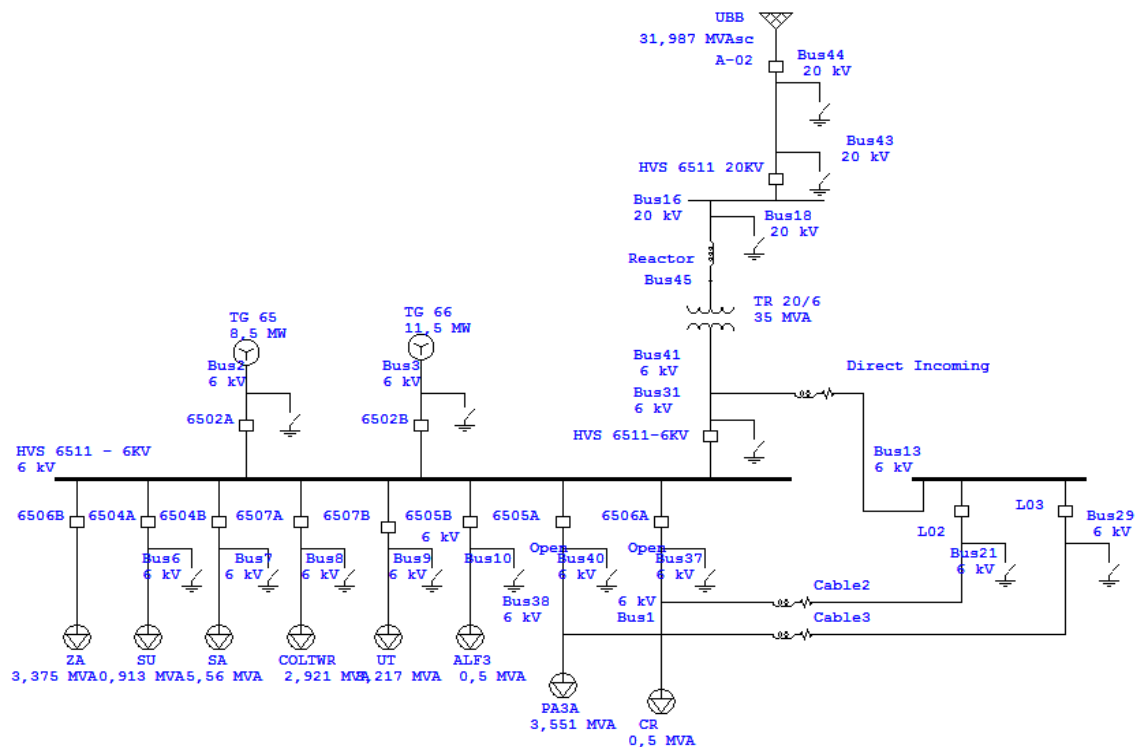 UBB
31,987 MVAsc
A-02
Bus44
20 kV
Bus43
20 kV
HVS 6511 20KV
Bus16
20 kV
Bus18
20 kV
Reactor
Bus45
TR 20/6
35 MVA
TG 65
8,5 MW
TG 66
11,5 MW
Bus2
6 kV
Bus3
6 kV
Bus41
6 kV
Direct Incoming
Bus31
6 kV
6502A
6502B
HVS 6511-6KV
HVS 6511 - 6KV
6 kV
Bus13
6 kV
6506B
6504A
6504B
6507A
6507B
6505B
6 kV
6505A
6506A
L02
L03
Bus29
6 kV
Bus6
6 kV
Bus7
6 kV
Bus8
6 kV
Bus9
6 kV
Bus10
Open
Bus40
6 kV
Open
Bus37
6 kV
Bus21
6 kV
Bus38
6 kV
6 kV
Bus1
Cable2
Cable3
ZA
3,375 MVA
SU
0,913 MVA
SA
5,56 MVA
COLTWR
2,921 MVA
UT
217 MVA
ALF3
0,5 MVA
PA3A
3,551 MVA
CR
0,5 MVA